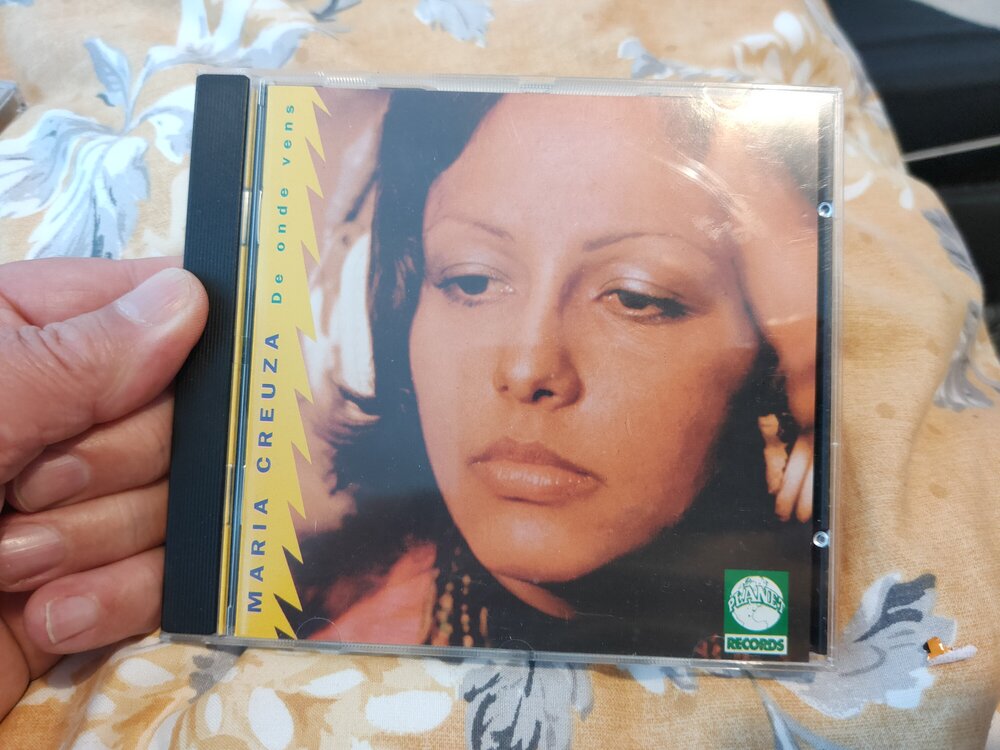 MARIA CREUZA De onde vens
PLANET
RECORDS